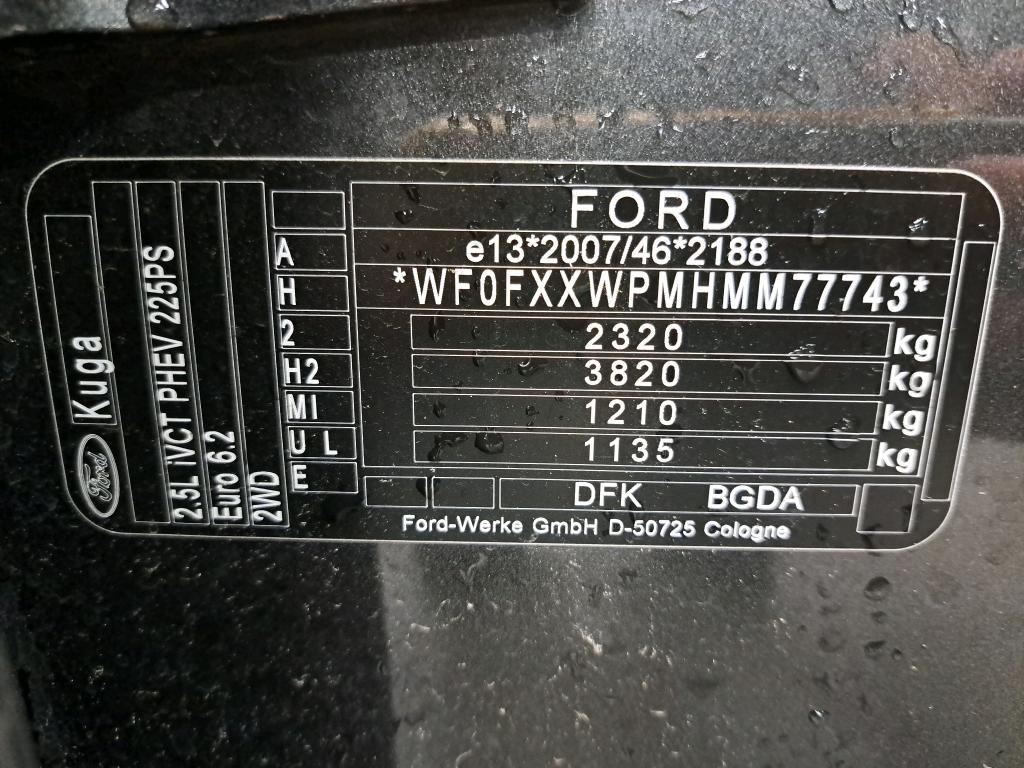 FORD
e13*2007/46*2188
*WF0FXXWPMHMM77743*
2320 kg
3820 kg
1210 kg
1135 kg
DFK BGDA
Ford-Werke GmbH D-50725 Cologne
A
H
2
H2
MI
U L
E
Ford
Kuga
2.5L iVCT PHEV 225PS
Euro 6.2
2WD